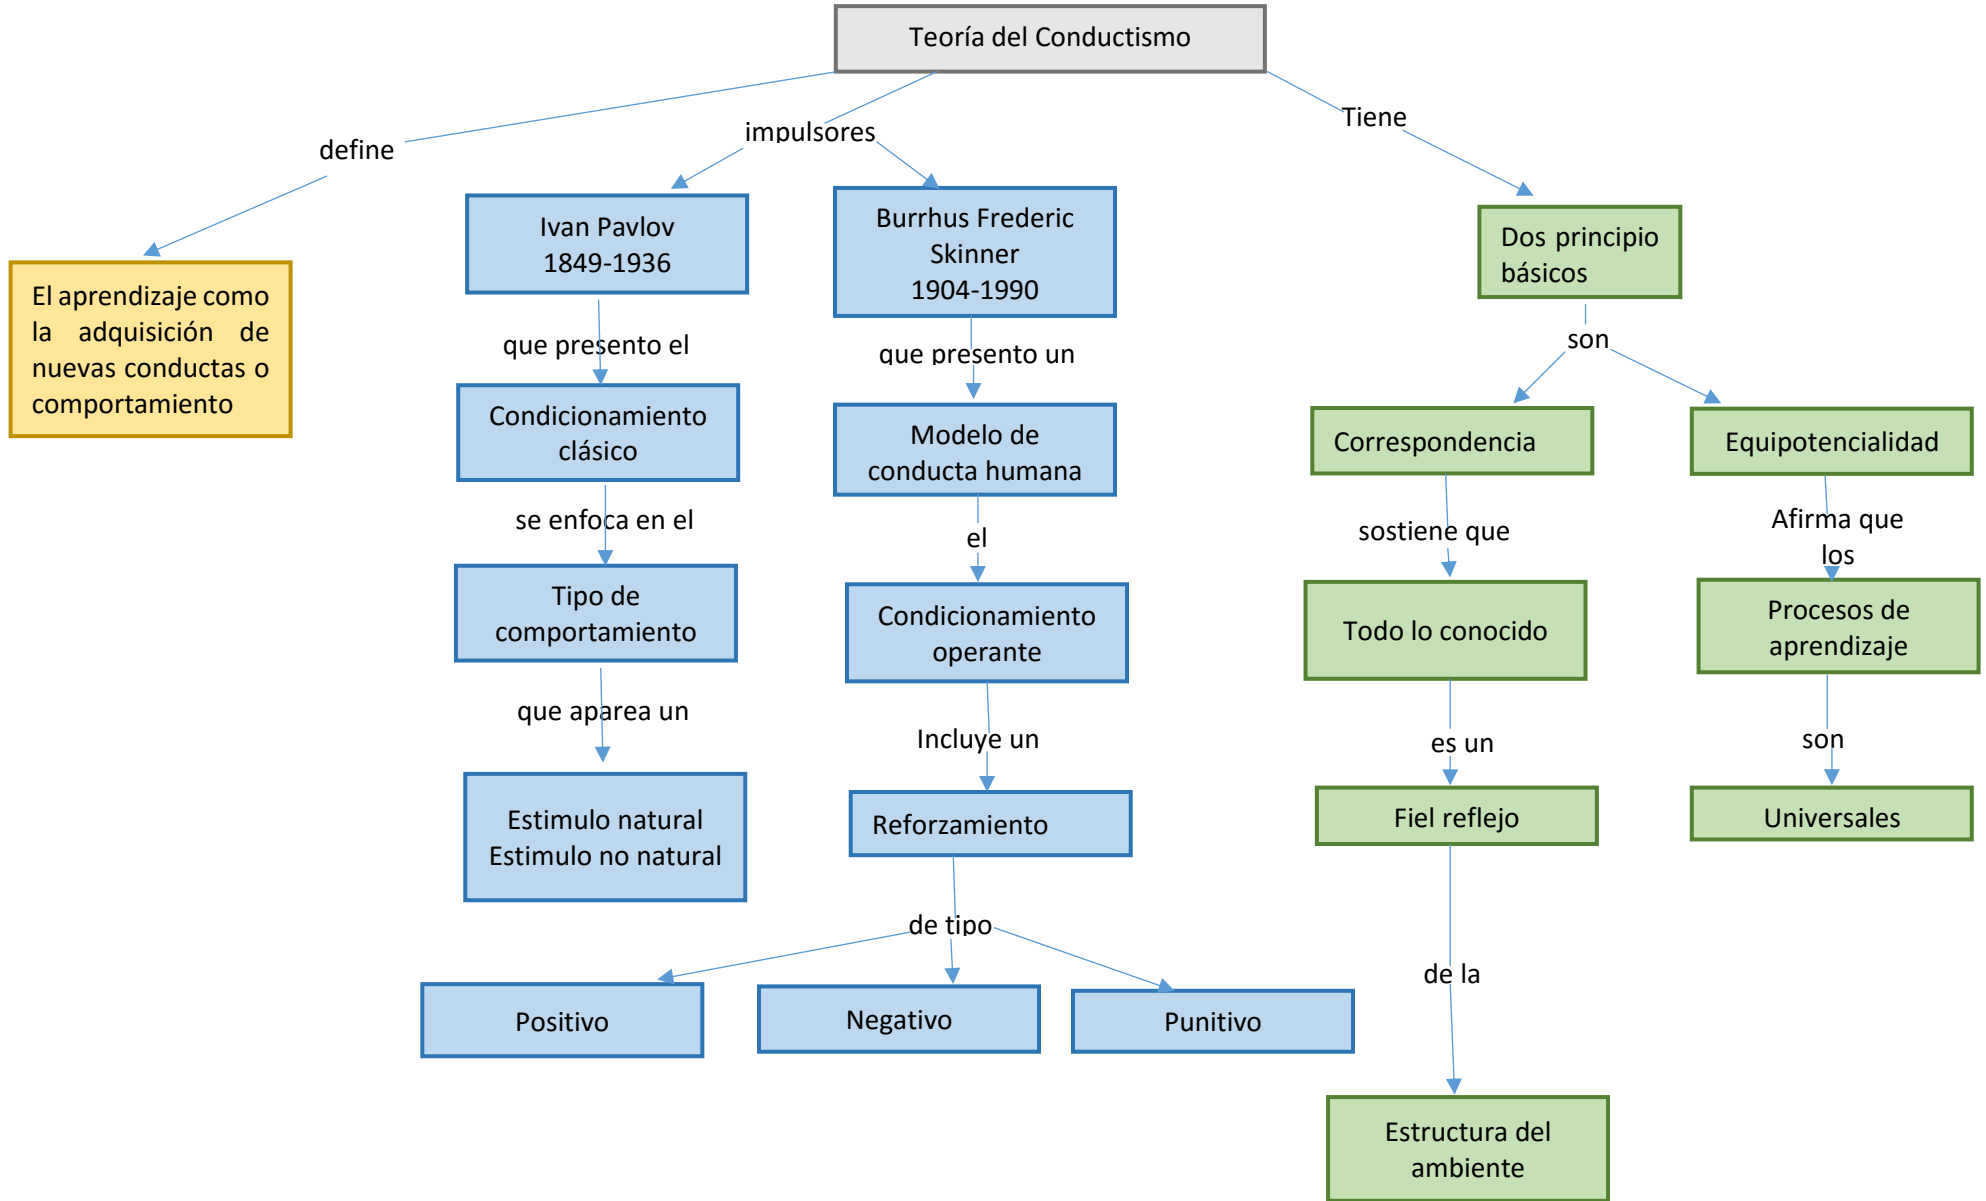 Teoría del Conductismo
define
impulsores
Tiene
El aprendizaje como
la adquisición de
nuevas conductas o
comportamiento
Ivan Pavlov
1849-1936
que presento el
Condicionamiento
clásico
se enfoca en el
Tipo de
comportamiento
que aparea un
Estimulo natural
Estimulo no natural
Burrhus Frederic
Skinner
1904-1990
que presento un
Modelo de
conducta humana
el
Condicionamiento
operante
Incluye un
Reforzamiento
de tipo
Positivo
Negativo
Punitivo
Dos principio
básicos
son
Correspondencia
sostiene que
Todo lo conocido
es un
Fiel reflejo
de la
Estructura del
ambiente
Equipotencialidad
Afirma que
los
Procesos de
aprendizaje
son
Universales